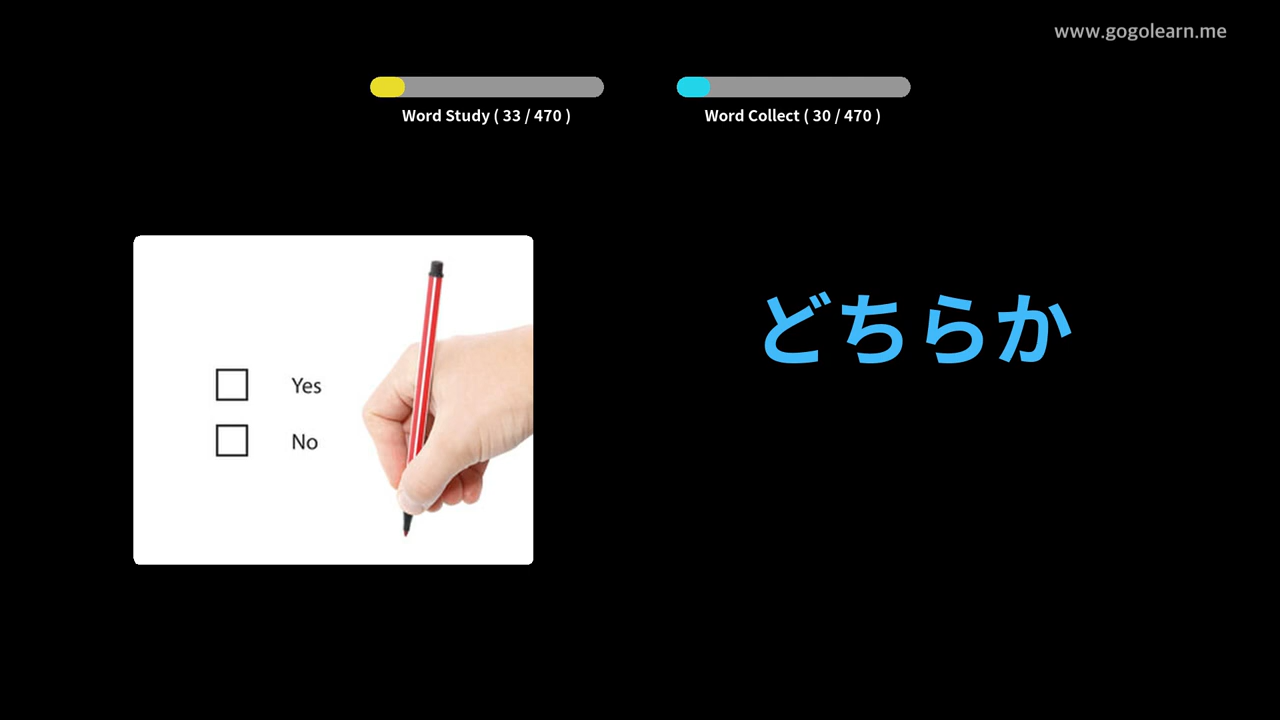 www.gogolearn.me
Word Study ( 33 / 470 )
Word Collect ( 30 / 470 )
Yes
No
どちらか